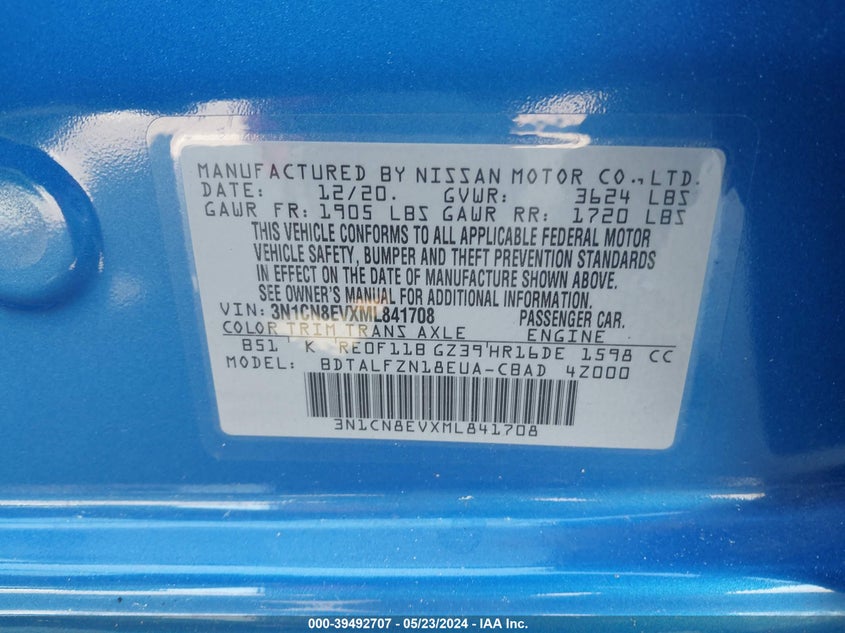 MANUFACTURED BY NISSAN MOTOR CO.,LTD.
DATE: 12/20. GVWR: 3624 LBS
GAWR FR: 1905 LBS GAWR RR: 1720 LBS
THIS VEHICLE CONFORMS TO ALL APPLICABLE FEDERAL MOTOR
VEHICLE SAFETY, BUMPER AND THEFT PREVENTION STANDARDS
IN EFFECT ON THE DATE OF MANUFACTURE SHOWN ABOVE.
SEE OWNER'S MANUAL FOR ADDITIONAL INFORMATION.
VIN: 3N1CN8EVXML841708 PASSENGER CAR.
COLOR TRIM TRANS AXLE ENGINE
B51 K RE0F11B GZ39 HR16DE 1598 CC
MODEL: BDTALFZN18EUA-CBAD 4Z000
3N1CN8EVXML841708
000-39492707 - 05/23/2024 - IAA Inc.